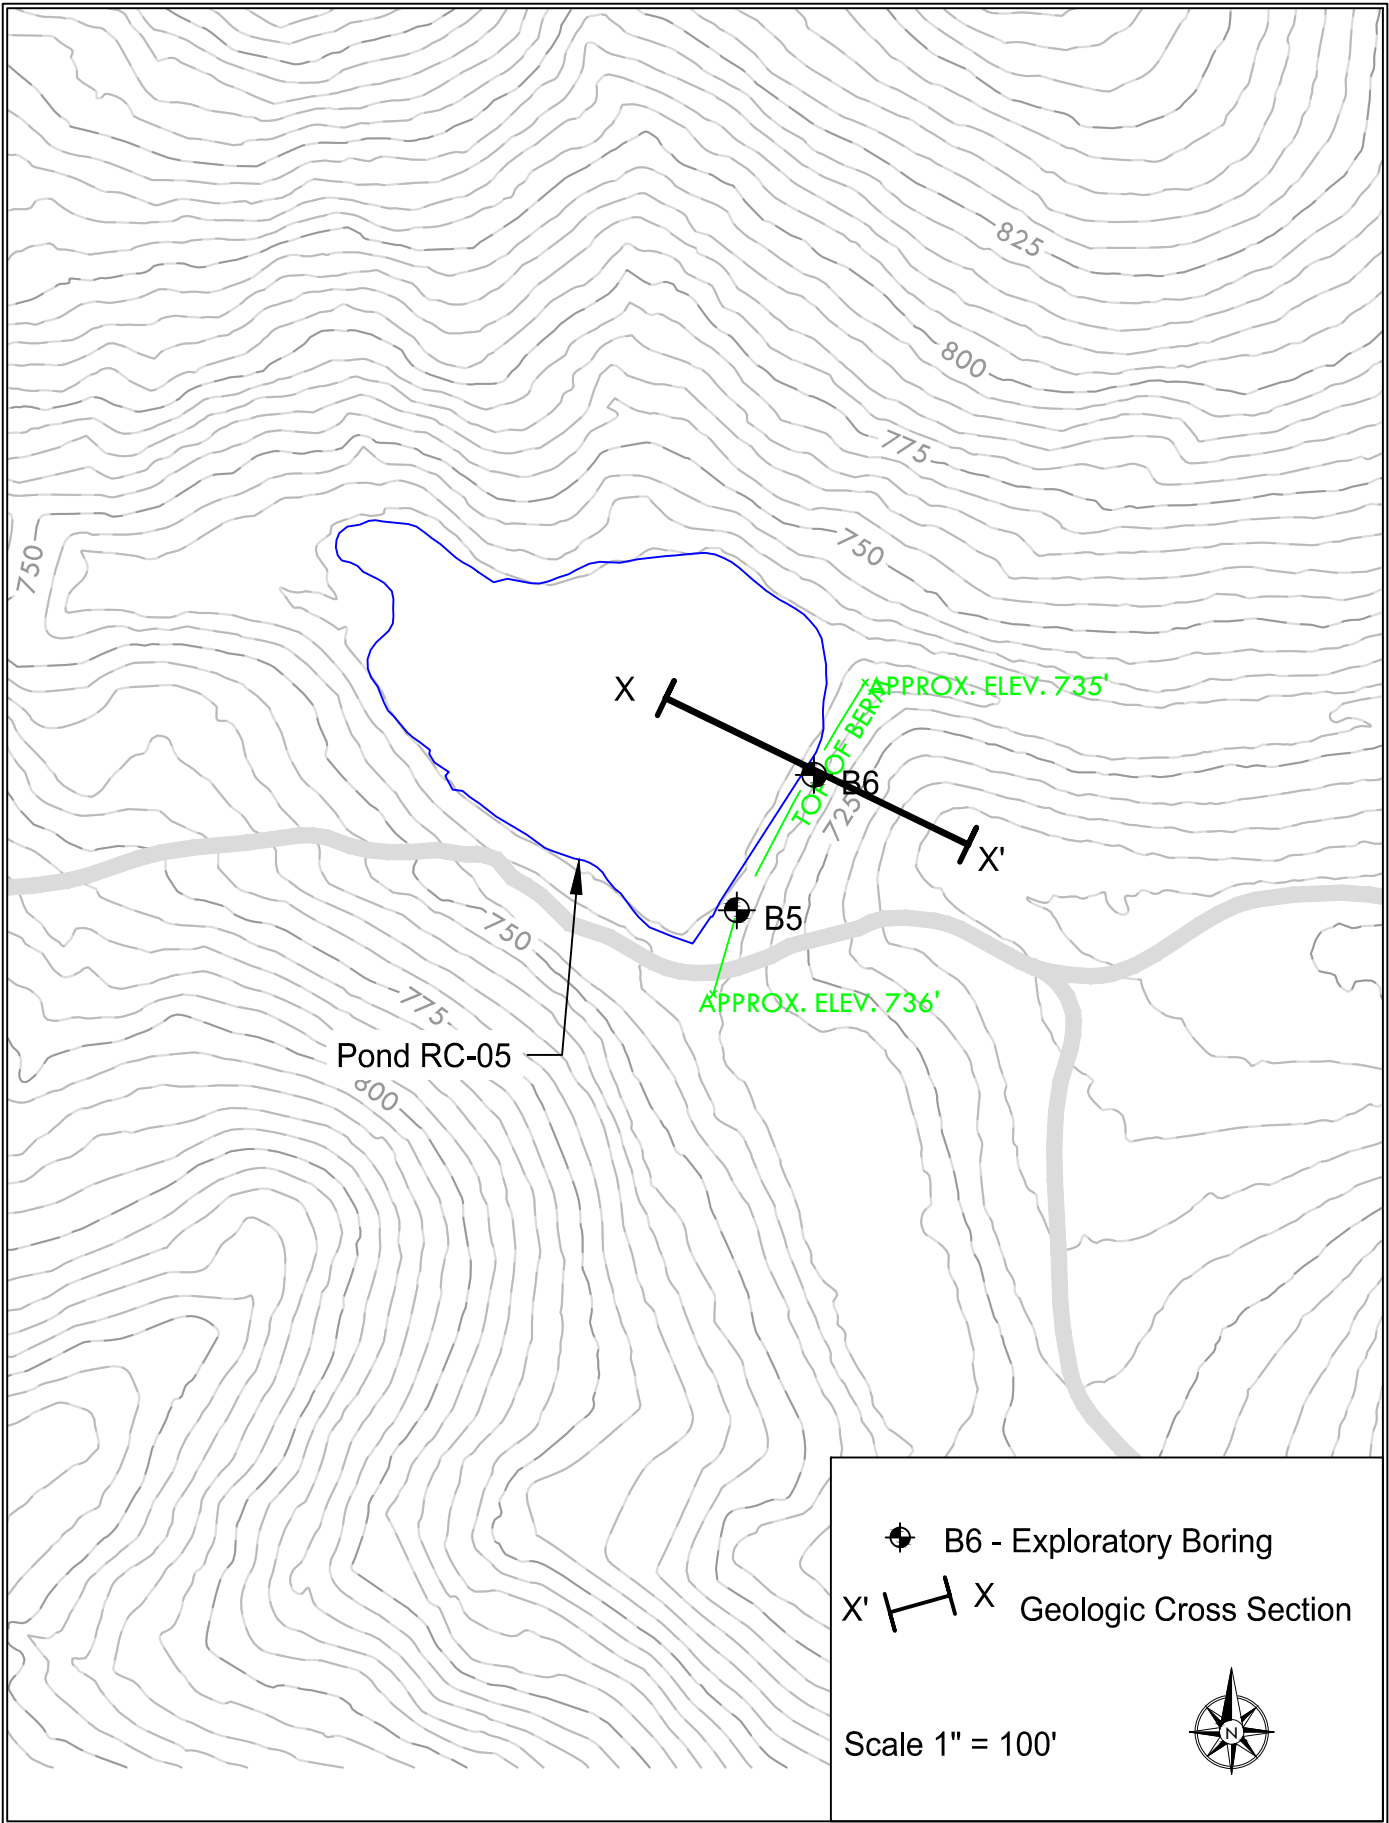 825
800
775
750
750
X
APPROX. ELEV. 735'
TOP OF BERM
B6
725
X'
B5
750
775
APPROX. ELEV. 736'
Pond RC-05
800
B6 - Exploratory Boring
X' X Geologic Cross Section
N
Scale 1" = 100'